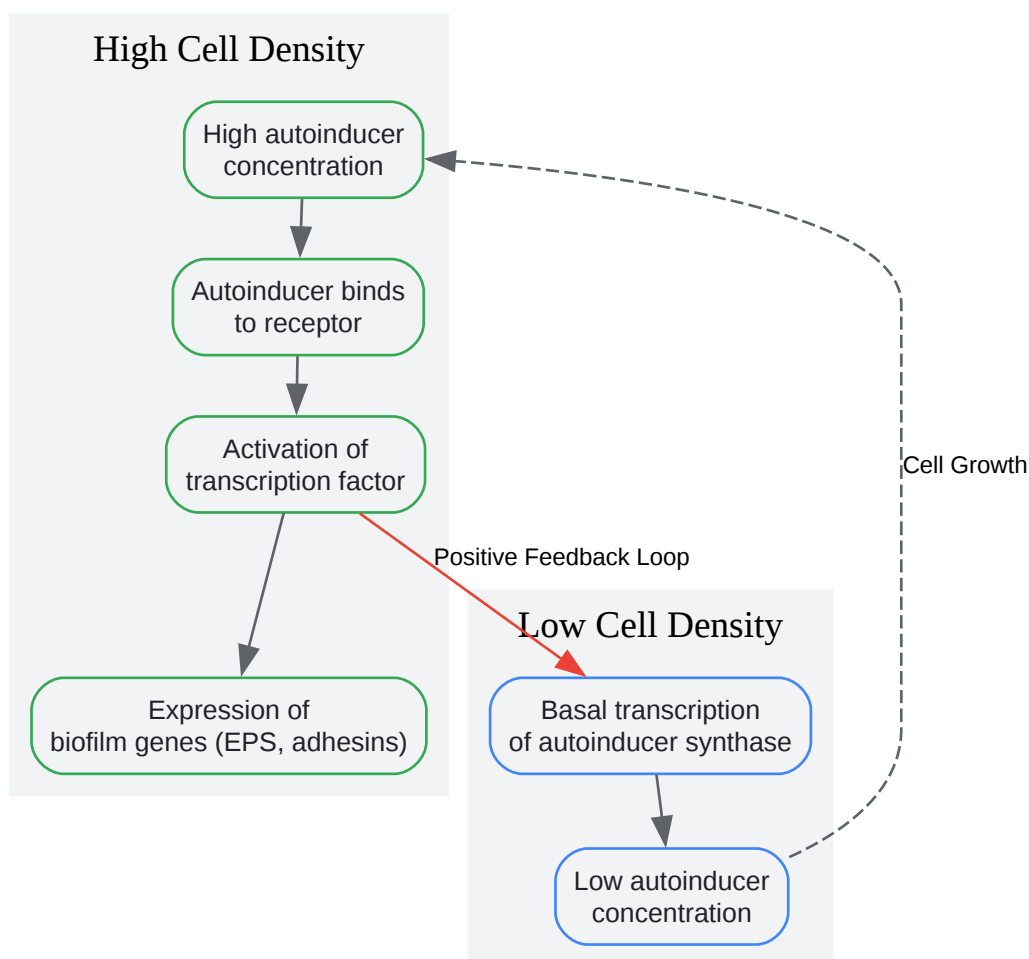 High Cell Density
High autoinducer
concentration
Autoinducer binds
to receptor
Activation of
transcription factor
Cell Growth
Positive Feedback Loop
Low Cell Density
Expression of
biofilm genes (EPS, adhesins)
Basal transcription
of autoinducer synthase
Low autoinducer
concentration